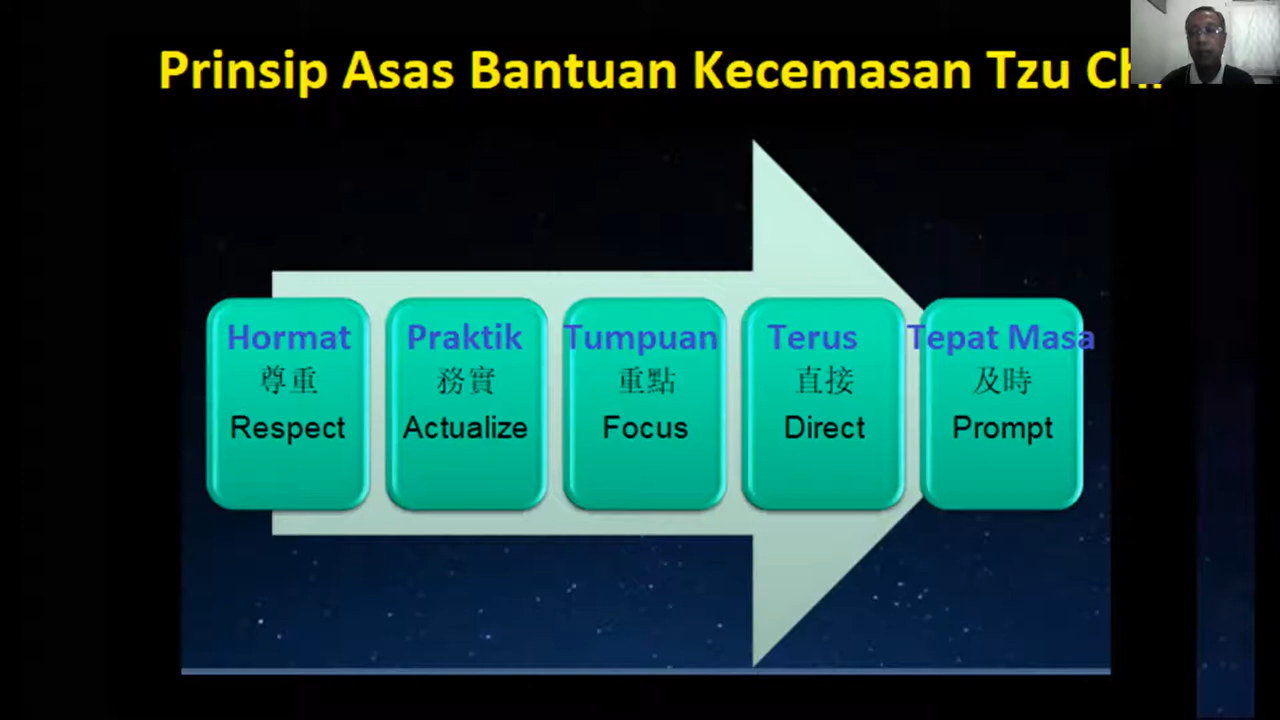 Prinsip Asas Bantuan Kecemasan Tzu Chi
Hormat
尊重
Respect
Praktik
務實
Actualize
Tumpuan
重點
Focus
Terus
直接
Direct
Tepat Masa
及時
Prompt